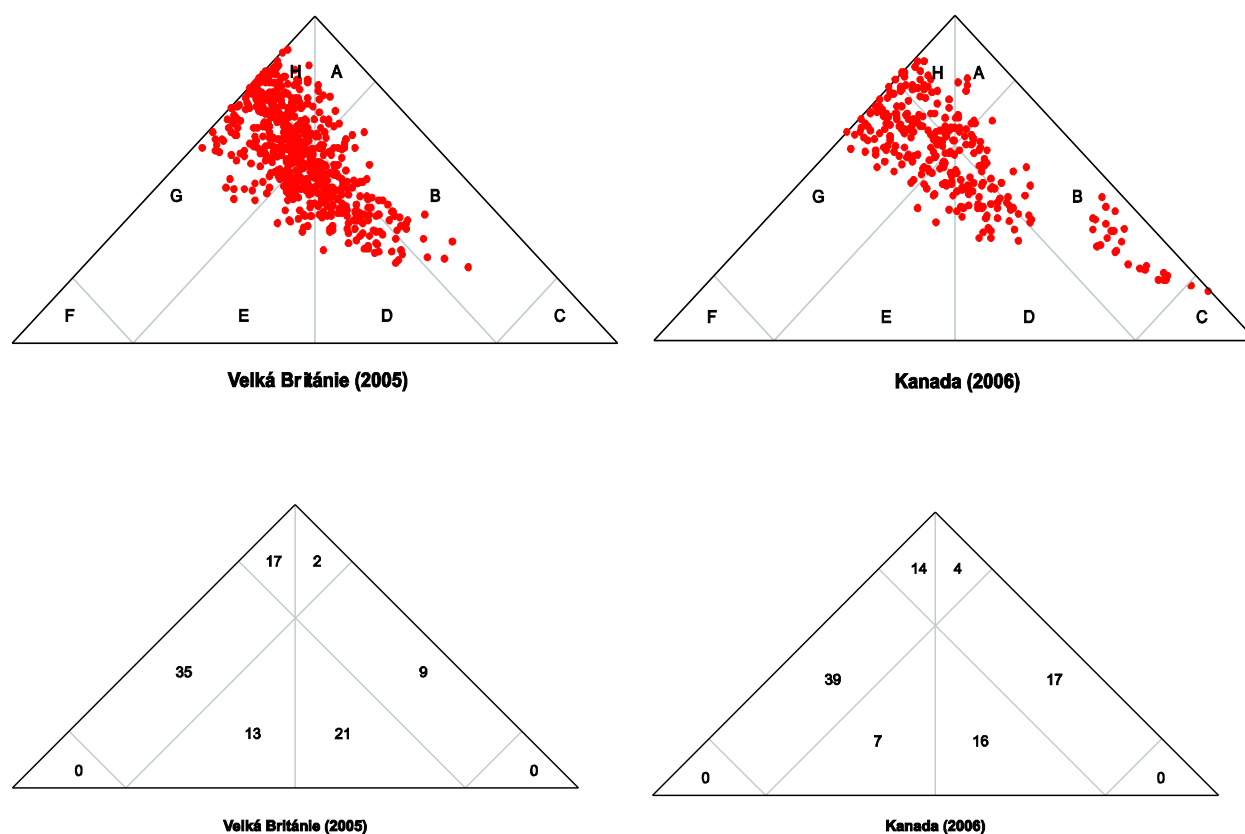 H A
G B
F E D C
Velká Británie (2005)
H A
G B
F E D C
Kanada (2006)
17 2
35 9
13 21
0 0
Velká Británie (2005)
14 4
39 17
7 16
0 0
Kanada (2006)